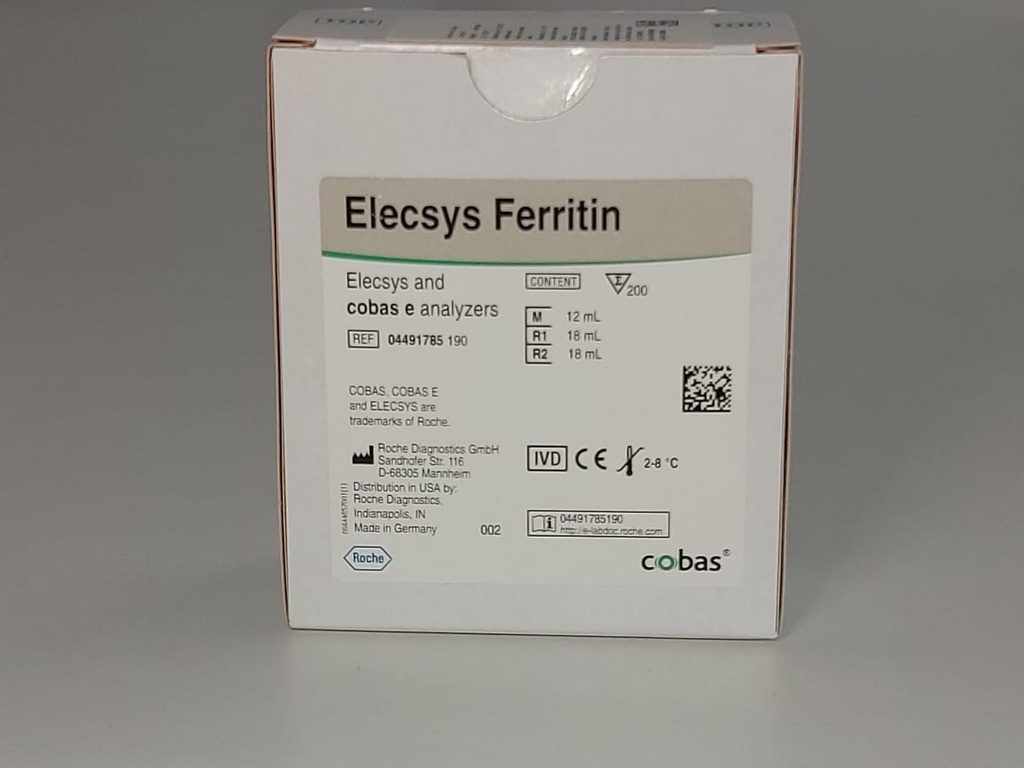 Elecsys Ferritin
Elecsys and
cobas e analyzers
REF 04491785 190
CONTENT Σ 200
M 12 mL
R1 18 mL
R2 18 mL
COBAS, COBAS E
and ELECSYS are
trademarks of Roche.
Roche Diagnostics GmbH
Sandhofer Str. 116
D-68305 Mannheim
Distribution in USA by:
Roche Diagnostics,
Indianapolis, IN
Made in Germany
002
IVD CE 2-8 °C
04491785190
http://e-labdoc.roche.com
Roche
cobas®